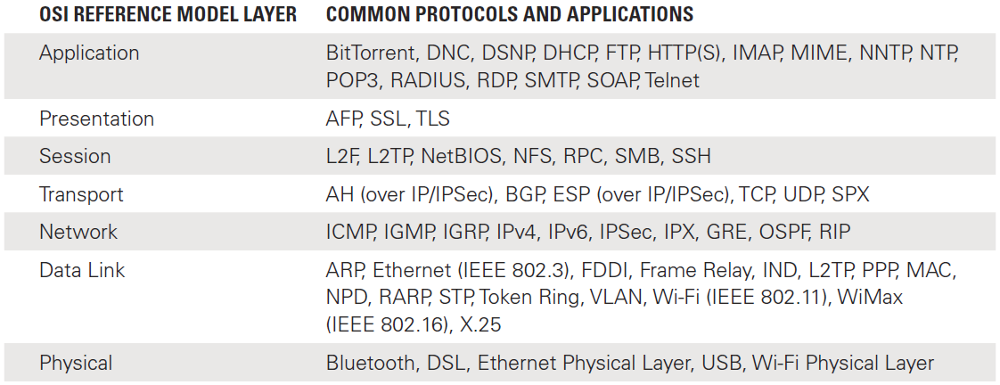 OSI REFERENCE MODEL LAYER COMMON PROTOCOLS AND APPLICATIONS
Application BitTorrent, DNC, DSNP, DHCP, FTP, HTTP(S), IMAP, MIME, NNTP, NTP,
POP3, RADIUS, RDP, SMTP, SOAP, Telnet
Presentation AFP, SSL, TLS
Session L2F, L2TP, NetBIOS, NFS, RPC, SMB, SSH
Transport AH (over IP/IPSec), BGP, ESP (over IP/IPSec), TCP, UDP, SPX
Network ICMP, IGMP, IGRP, IPv4, IPv6, IPSec, IPX, GRE, OSPF, RIP
Data Link ARP, Ethernet (IEEE 802.3), FDDI, Frame Relay, IND, L2TP, PPP, MAC,
NPD, RARP, STP, Token Ring, VLAN, Wi-Fi (IEEE 802.11), WiMax
(IEEE 802.16), X.25
Physical Bluetooth, DSL, Ethernet Physical Layer, USB, Wi-Fi Physical Layer